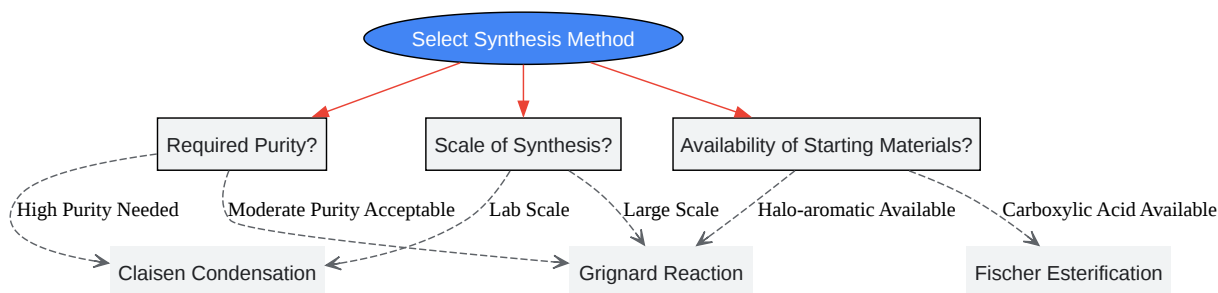 Select Synthesis Method
Required Purity?
Scale of Synthesis?
Availability of Starting Materials?
High Purity Needed
Moderate Purity Acceptable
Lab Scale
Large Scale
Halo-aromatic Available
Carboxylic Acid Available
Claisen Condensation
Grignard Reaction
Fischer Esterification